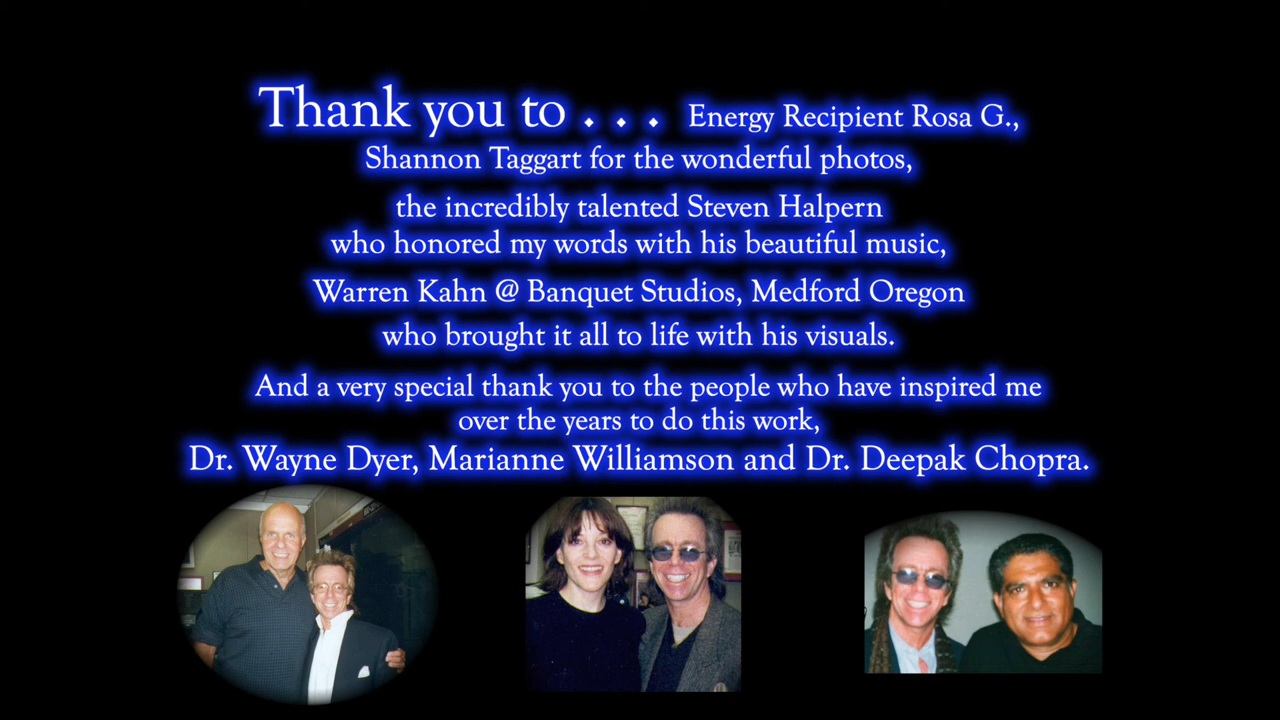 Thank you to . . . Energy Recipient Rosa G.,
Shannon Taggart for the wonderful photos,
the incredibly talented Steven Halpern
who honored my words with his beautiful music,
Warren Kahn @ Banquet Studios, Medford Oregon
who brought it all to life with his visuals.
And a very special thank you to the people who have inspired me
over the years to do this work,
Dr. Wayne Dyer, Marianne Williamson and Dr. Deepak Chopra.